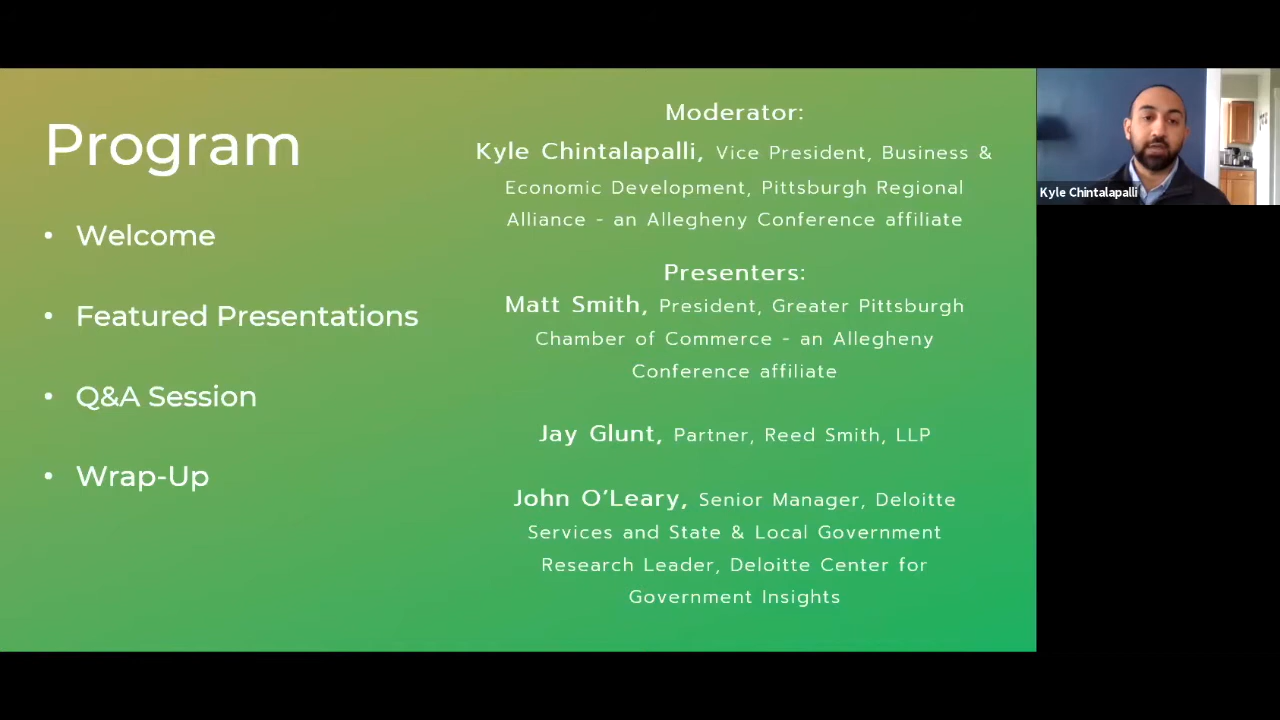 Program
• Welcome
• Featured Presentations
• Q&A Session
• Wrap-Up
Moderator:
Kyle Chintalapalli, Vice President, Business &
Economic Development, Pittsburgh Regional
Alliance - an Allegheny Conference affiliate
Presenters:
Matt Smith, President, Greater Pittsburgh
Chamber of Commerce - an Allegheny
Conference affiliate
Jay Glunt, Partner, Reed Smith, LLP
John O’Leary, Senior Manager, Deloitte
Services and State & Local Government
Research Leader, Deloitte Center for
Government Insights
Kyle Chintalapalli